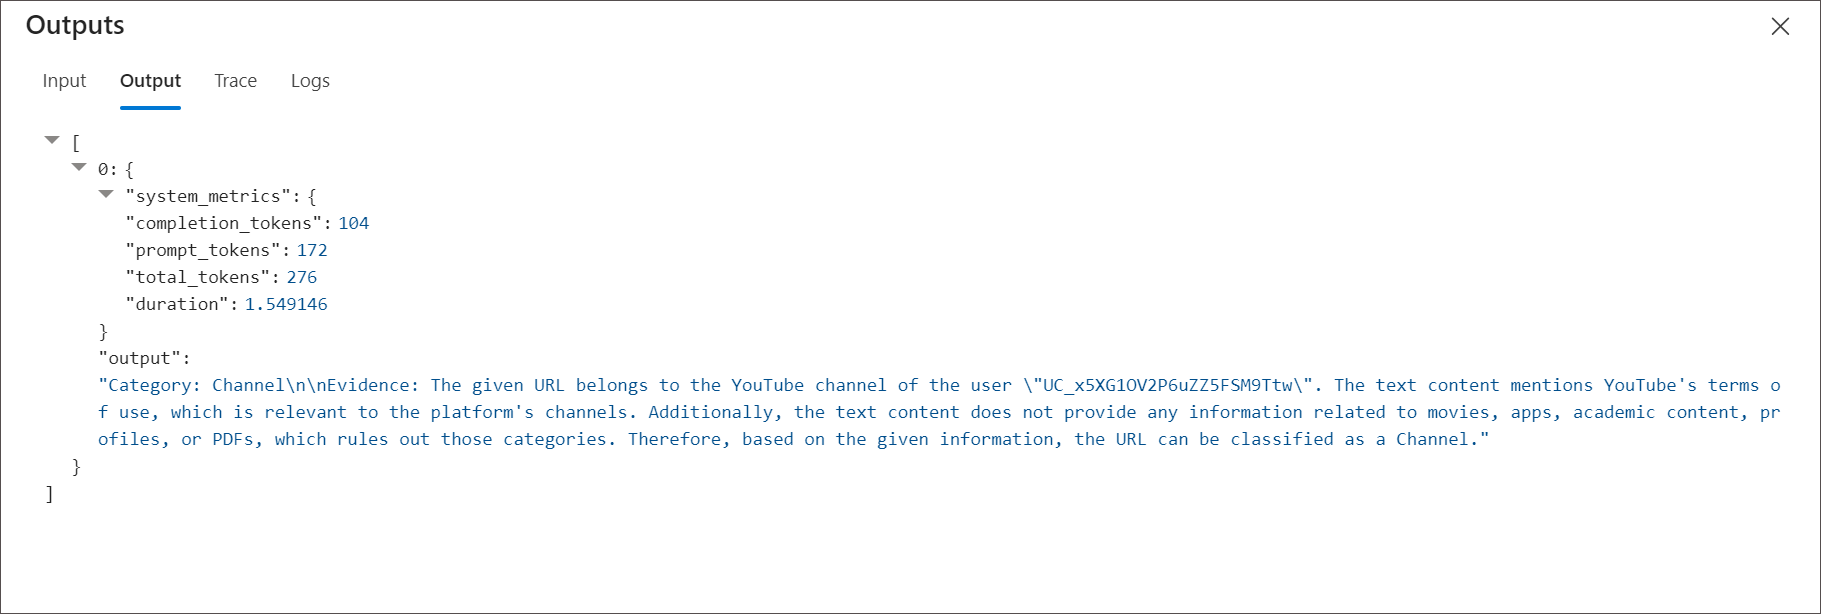 Outputs
Input Output Trace Logs
[
0: {
"system_metrics": {
"completion_tokens": 104
"prompt_tokens": 172
"total_tokens": 276
"duration": 1.549146
}
"output":
"Category: Channel\n\nEvidence: The given URL belongs to the YouTube channel of the user \"UC_x5XG1OV2P6uZZ5FSM9Ttw\". The text content mentions YouTube's terms o
f use, which is relevant to the platform's channels. Additionally, the text content does not provide any information related to movies, apps, academic content, pr
ofiles, or PDFs, which rules out those categories. Therefore, based on the given information, the URL can be classified as a Channel."
}
]